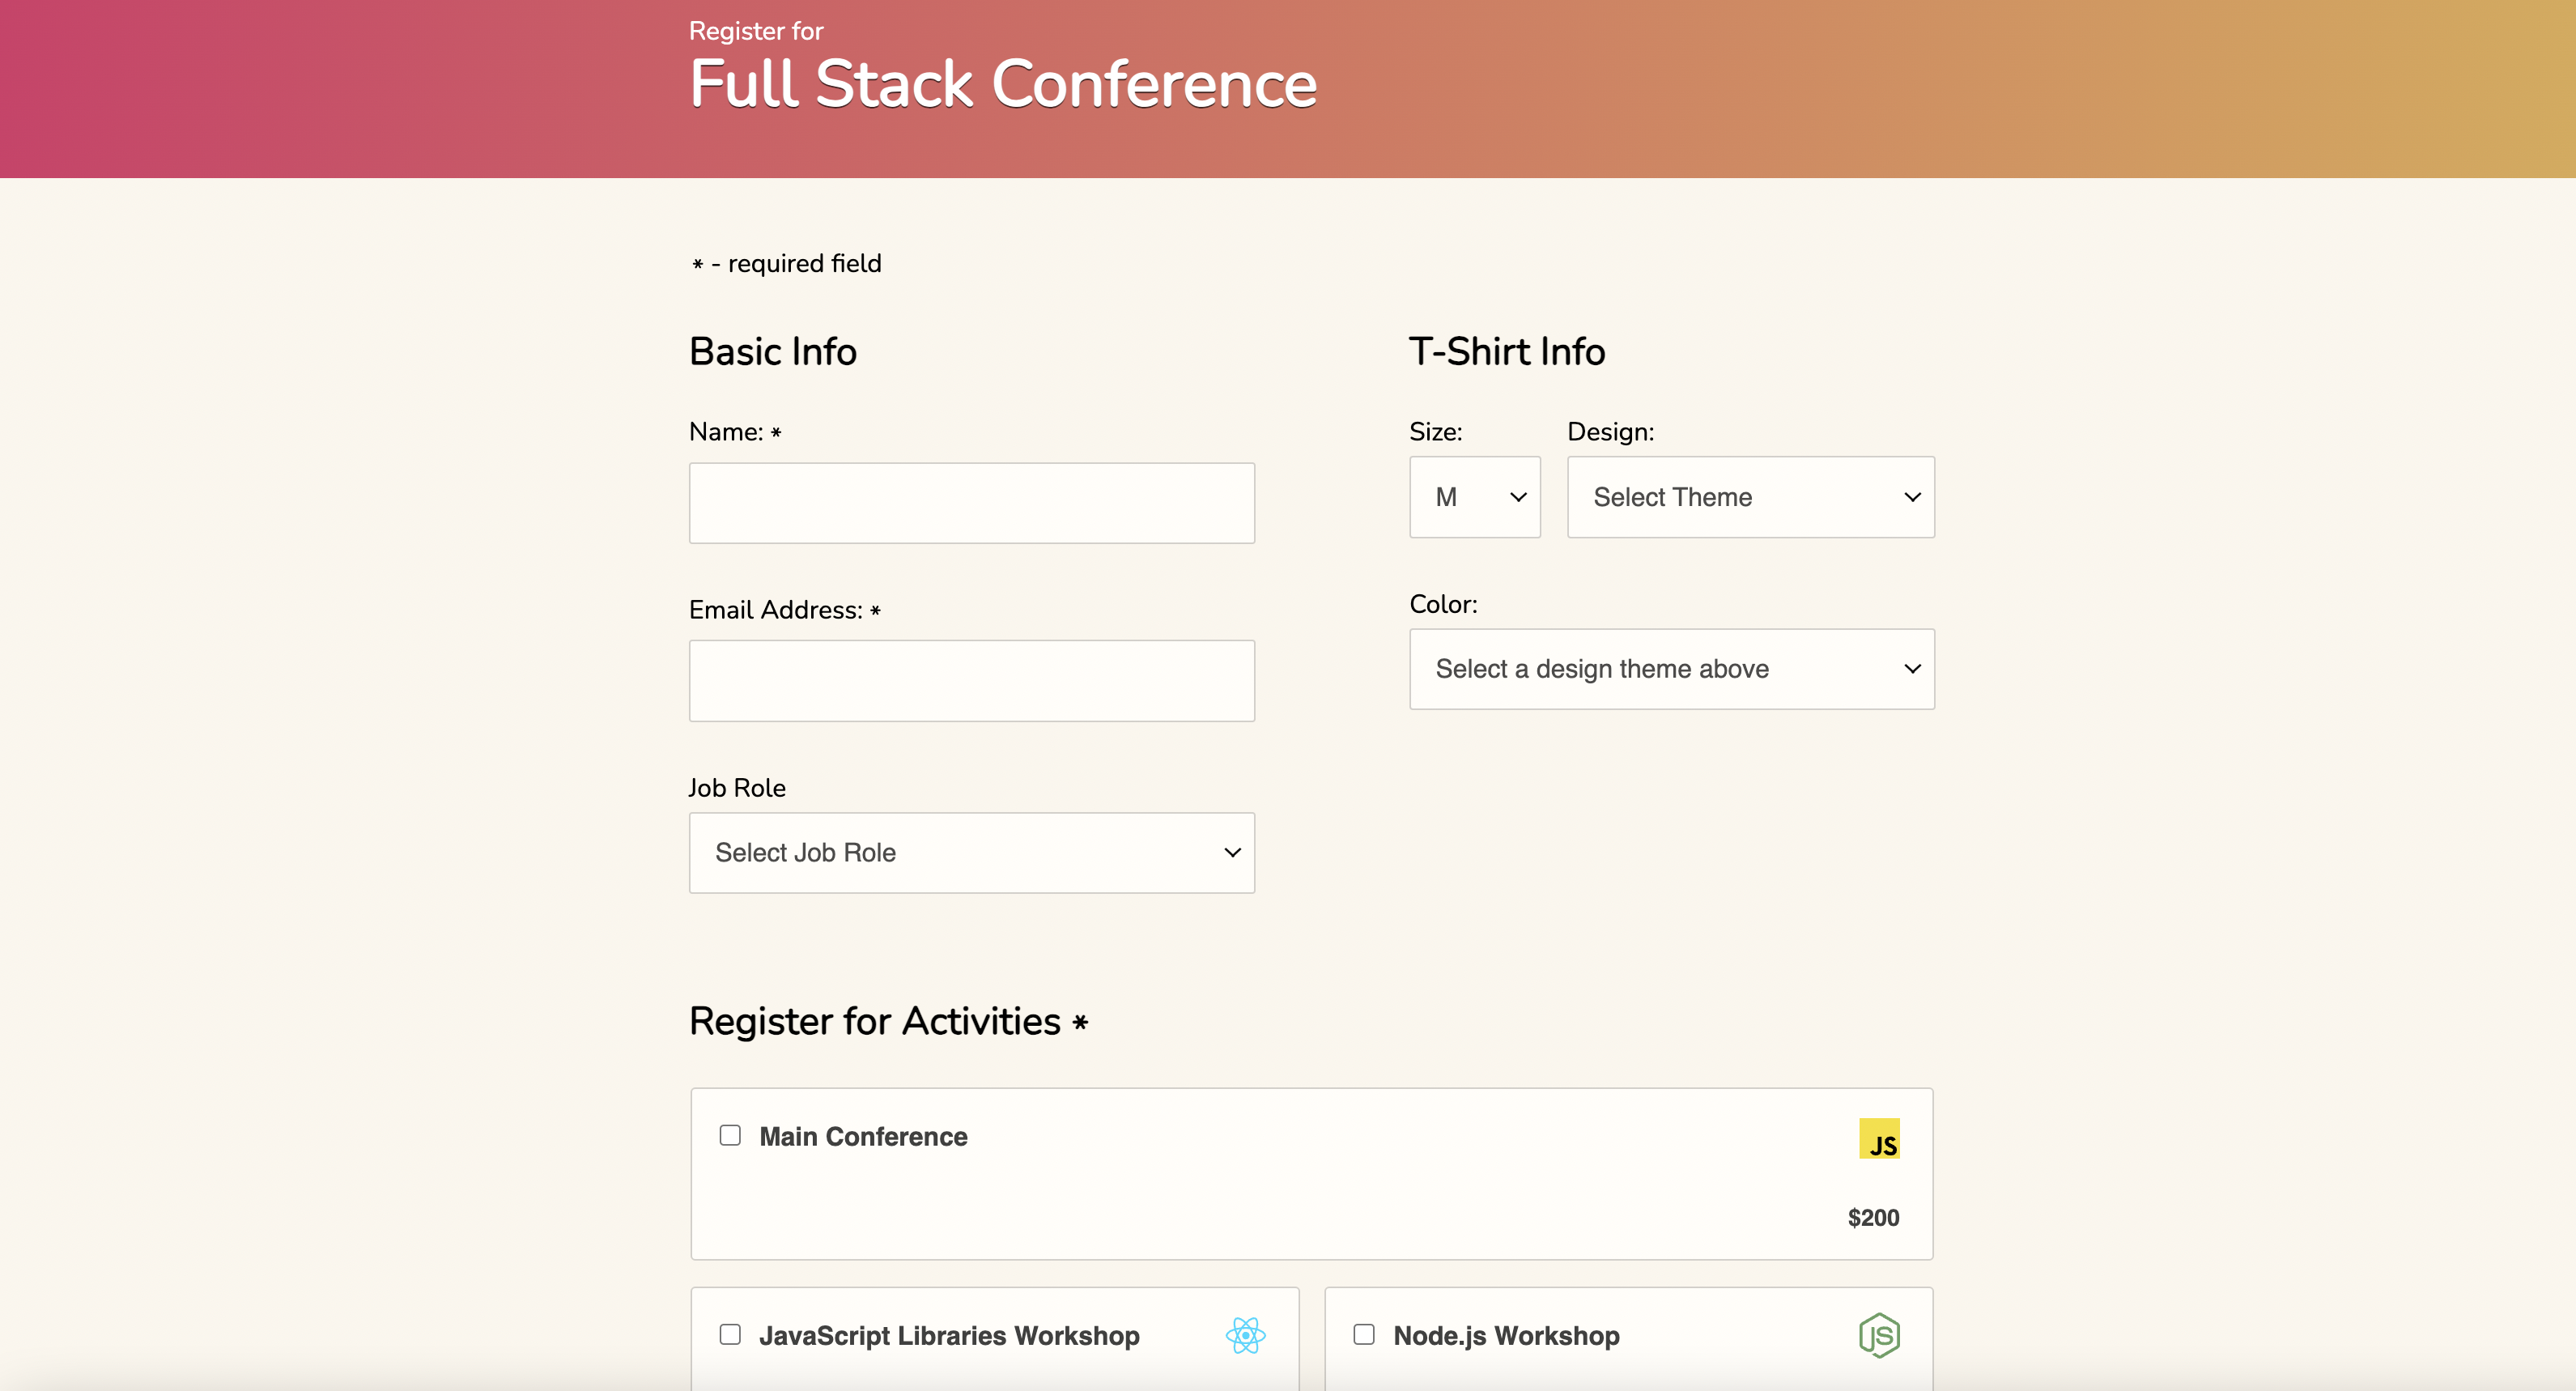 Register for
Full Stack Conference
* - required field
Basic Info
Name: *
Email Address: *
Job Role
Select Job Role
T-Shirt Info
Size:
Design:
M
Select Theme
Color:
Select a design theme above
Register for Activities *
Main Conference
JS
$200
JavaScript Libraries Workshop
Node.js Workshop
JS